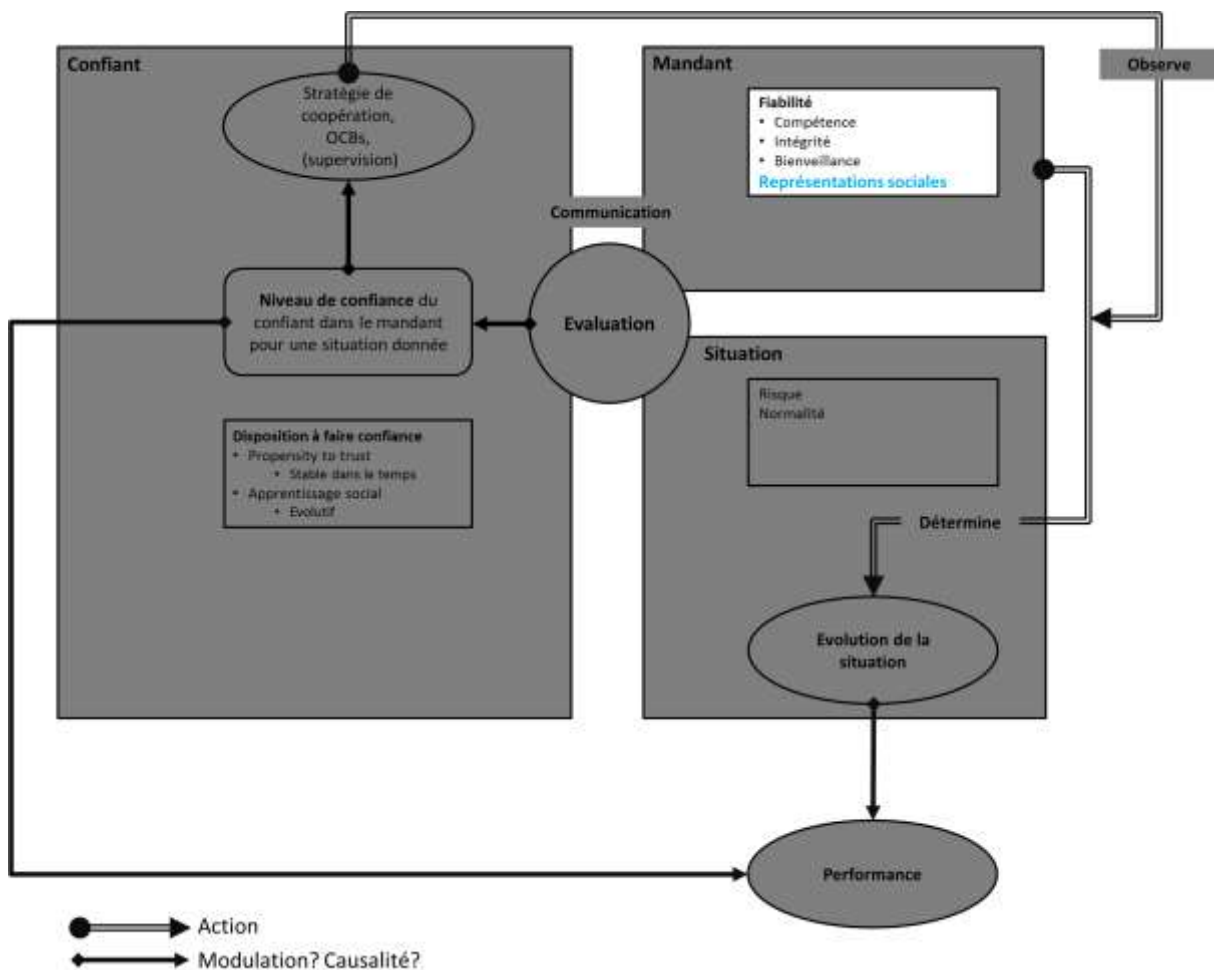 Confiant
Stratégie de
coopération,
OCBs,
(supervision)
Niveau de confiance du
confiant dans le mandant
pour une situation donnée
Disposition à faire confiance
• Propensity to trust
• Stable dans le temps
• Apprentissage social
• Evolutif
Communication
Evaluation
Mandant
Fiabilité
• Compétence
• Intégrité
• Bienveillance
Représentations sociales
Observe
Situation
Risque
Normalité
Détermine
Evolution de la
situation
Performance
Action
Modulation? Causalité?